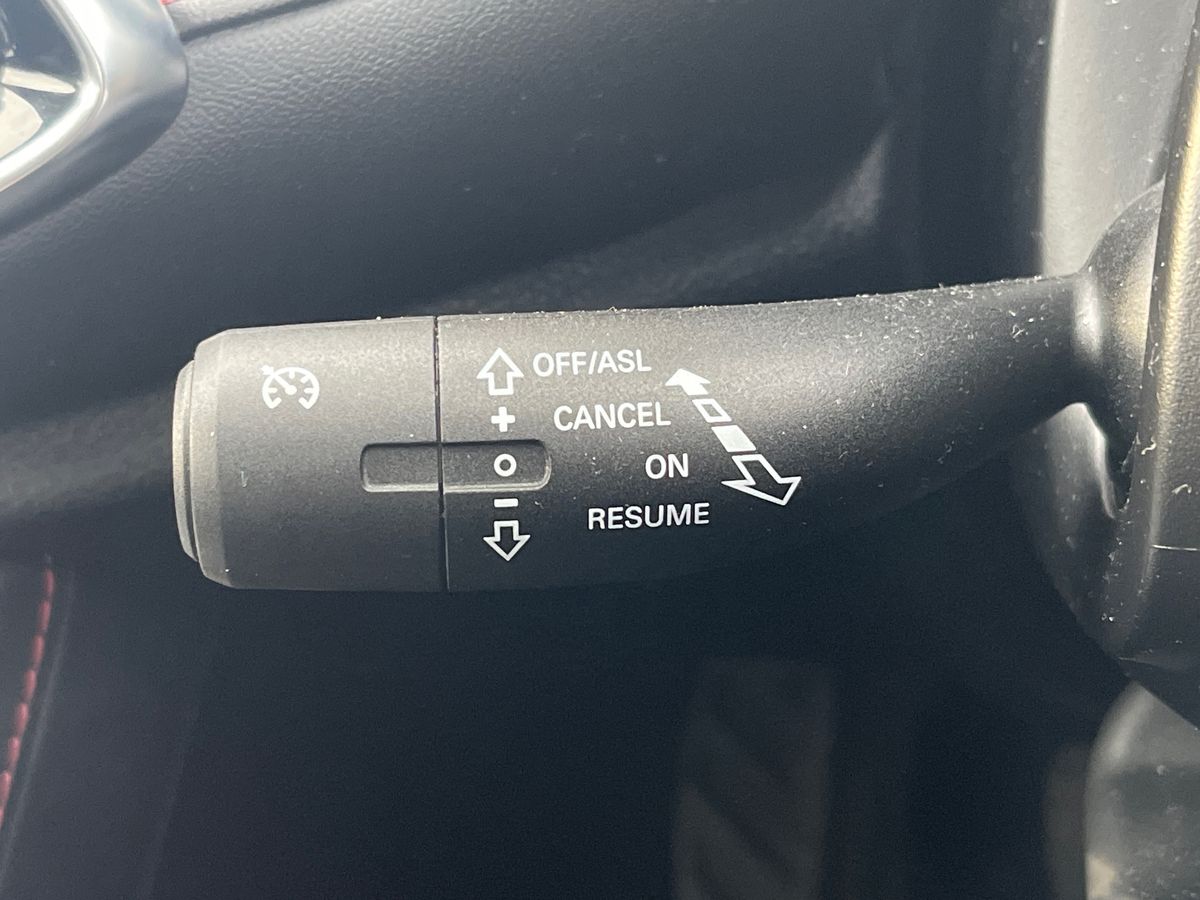 OFF/ASL
+ CANCEL
O ON
− RESUME